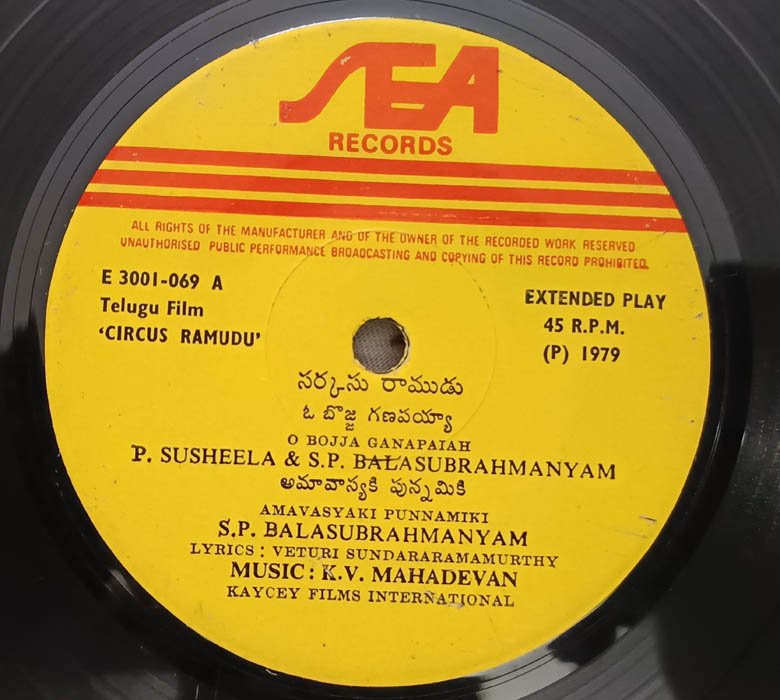 SEA
RECORDS
ALL RIGHTS OF THE MANUFACTURER AND OF THE OWNER OF THE RECORDED WORK RESERVED
UNAUTHORISED PUBLIC PERFORMANCE BROADCASTING AND COPYING OF THIS RECORD PROHIBITED.
E 3001-069 A
Telugu Film
‘CIRCUS RAMUDU’
EXTENDED PLAY
45 R.P.M.
(P) 1979
సర్కసు రాముడు
ఓ బొజ్జ గణపయ్యా
O BOJJA GANAPAIAH
P. SUSHEELA & S.P. BALASUBRAHMANYAM
అమావాస్యకి పున్నమికి
AMAVASYAKI PUNNAMIKI
S.P. BALASUBRAHMANYAM
LYRICS : VETURI SUNDARARAMAMURTHY
MUSIC : K.V. MAHADEVAN
KAYCEY FILMS INTERNATIONAL